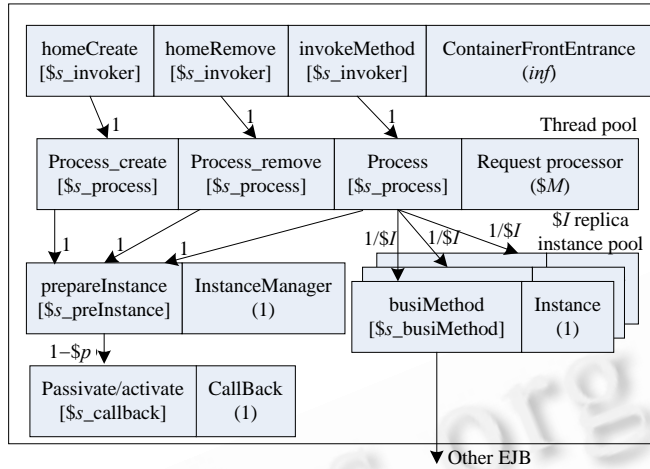 homeCreate
[$s_invoker]
homeRemove
[$s_invoker]
invokeMethod
[$s_invoker]
ContainerFrontEntrance
(inf)
1
1
1
Thread pool
Process_create
[$s_process]
Process_remove
[$s_process]
Process
[$s_process]
Request processor
($M)
1
1
1
1/$I
1/$I
1/$I
$I replica
instance pool
prepareInstance
[$s_preInstance]
InstanceManager
(1)
busiMethod
[$s_busiMethod]
Instance
(1)
1–$p
Passivate/activate
[$s_callback]
CallBack
(1)
Other EJB
s.org